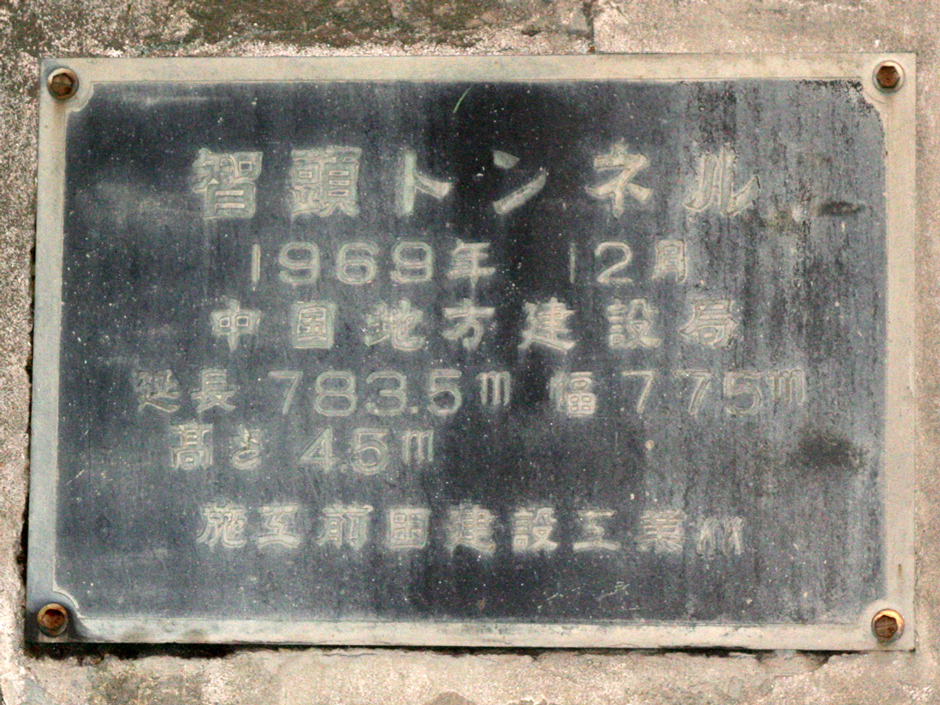 智頭トンネル
1969年 12月
中国地方建設局
延長 783.5m 幅 7.75m
高さ 4.5m
施工 前田建設工業㈱